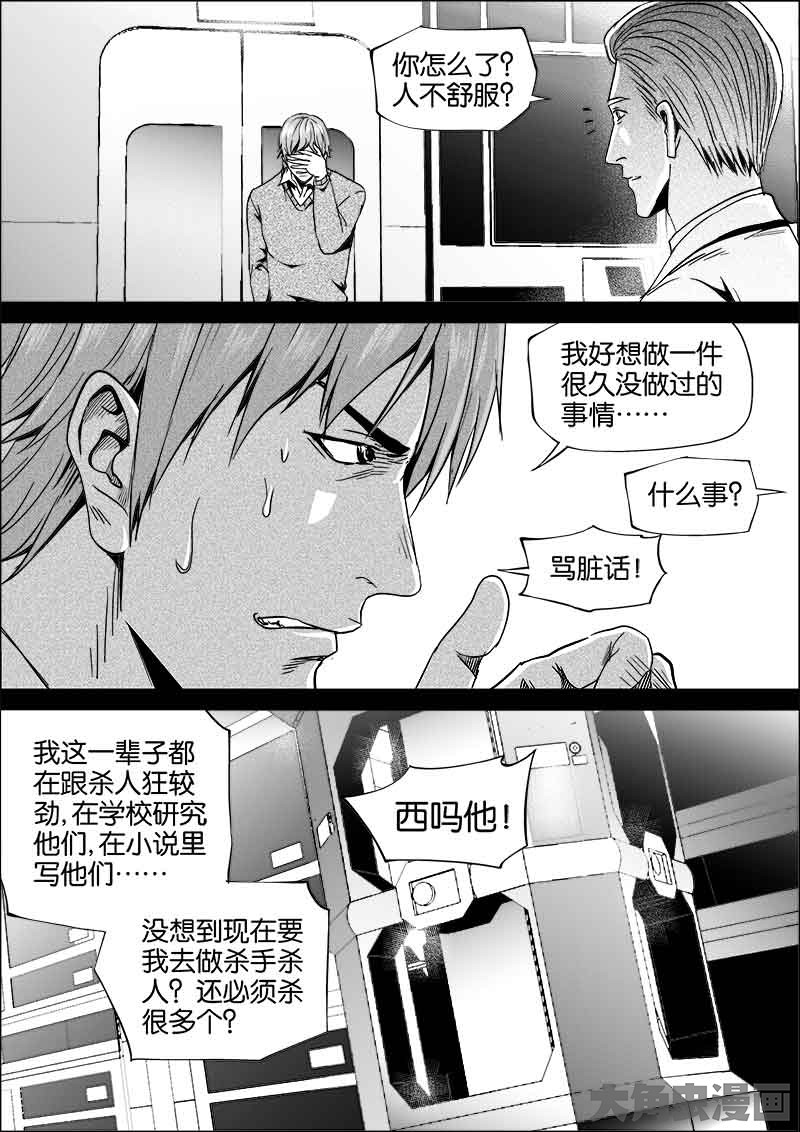 你怎么了?
人不舒服?
我好想做一件
很久没做过的
事情……
什么事?
骂脏话!
我这一辈子都
在跟杀人狂较
劲,在学校研究
他们,在小说里
写他们……
西吗他!
没想到现在要
我去做杀手杀
人?还必须杀
很多个?
大角虫漫画